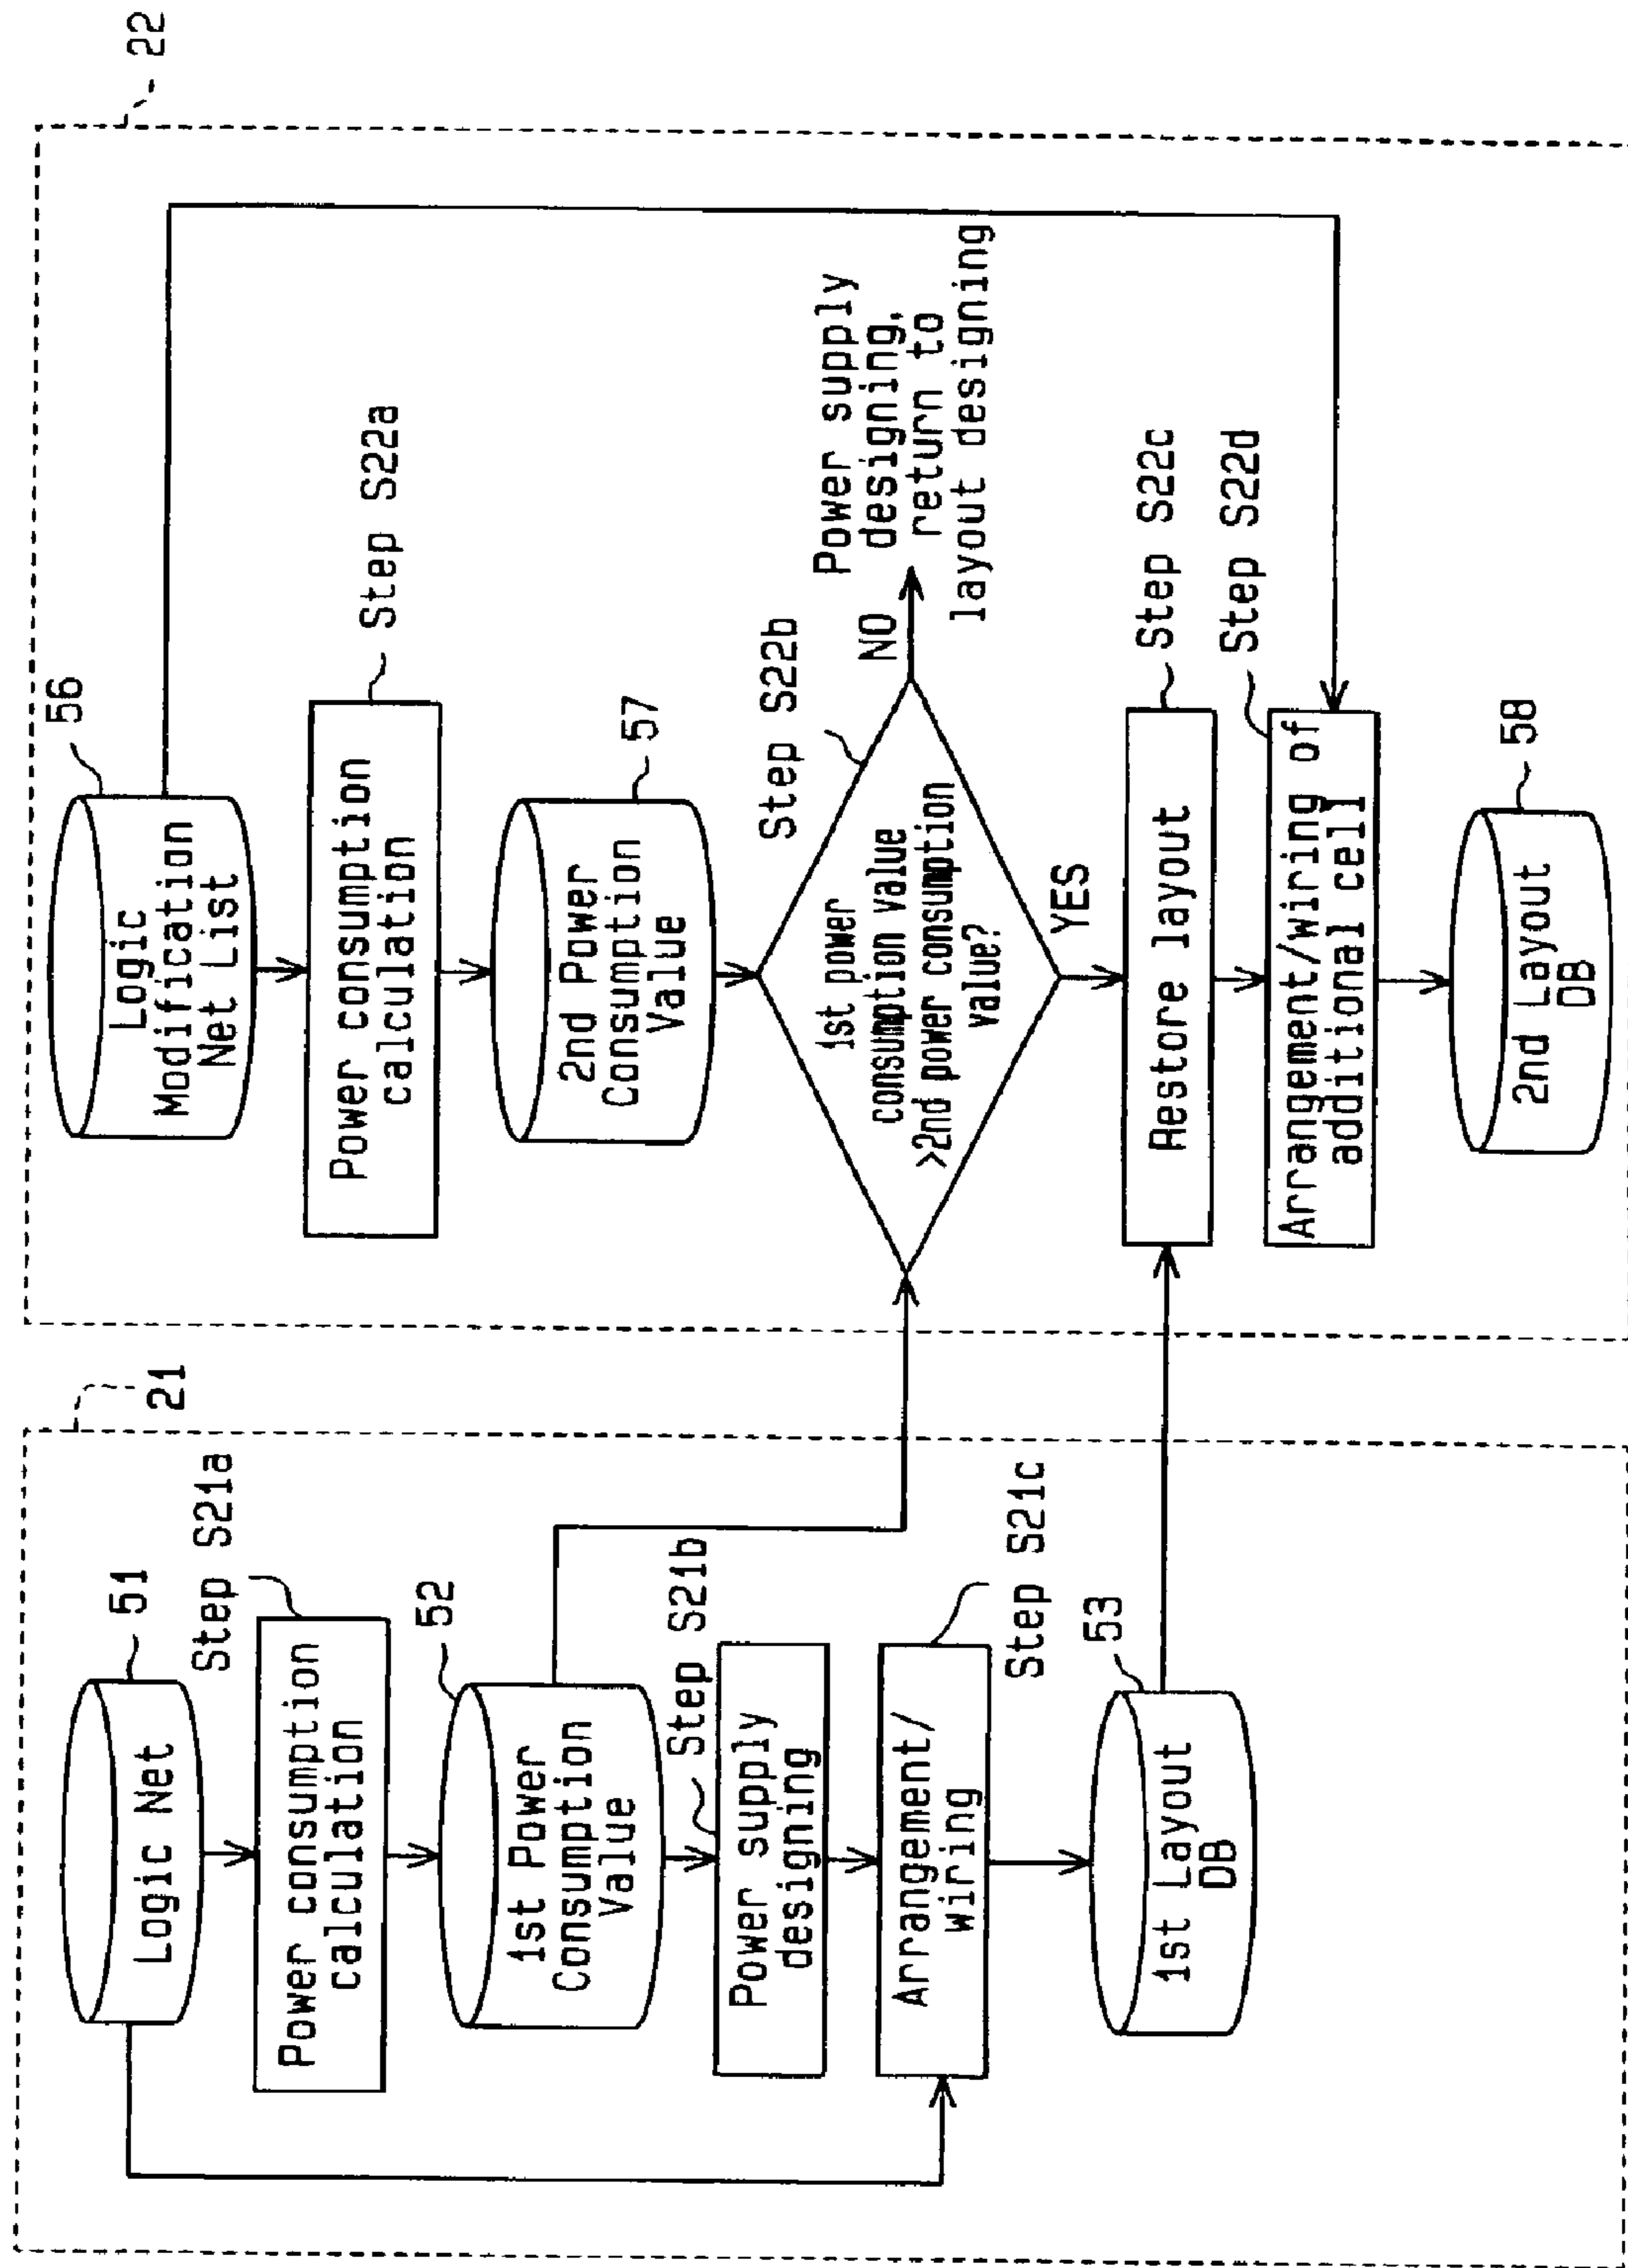 21
51
Logic Net
Step S21a
Power consumption
calculation
52
1st Power
Consumption
Value
Step S21b
Power supply
designing
Arrangement/
wiring
Step S21c
53
1st Layout
DB
22
56
Logic
Modification
Net List
Power consumption
calculation
Step S22a
57
2nd Power
Consumption
Value
Step S22b
1st power
consumption value
>2nd power consumption
value?
NO
Power supply
designing,
return to
layout designing
YES
Restore layout
Step S22c
Step S22d
Arrangement/wiring of
additional cell
58
2nd Layout
DB